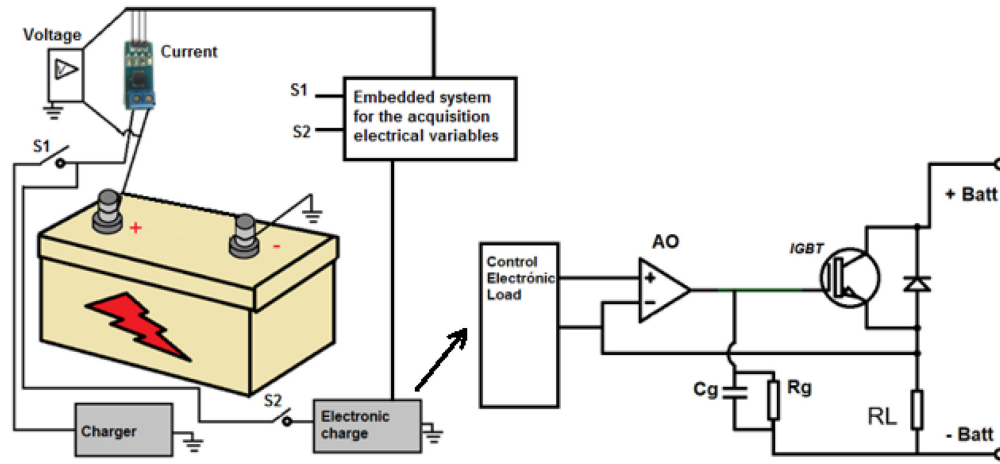 Voltage
Current
S1
S2
Embedded system
for the acquisition
electrical variables
S1
+
-
S2
Charger
Electronic
charge
Control
Electrónic
Load
AO
+
-
IGBT
+ Batt
Cg
Rg
RL
- Batt